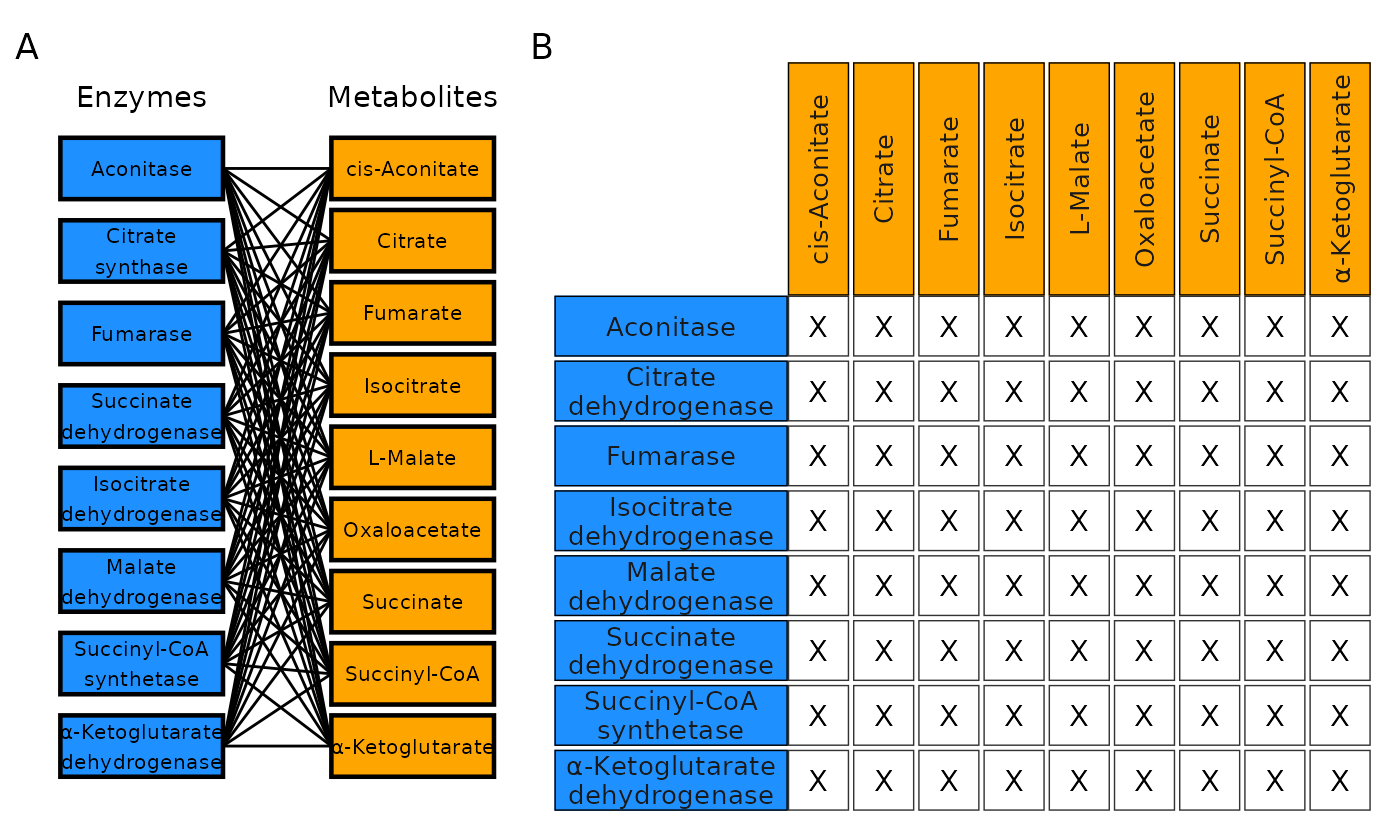 A
B
Enzymes
Metabolites
Aconitase
Citrate
synthase
Fumarase
Succinate
dehydrogenase
Isocitrate
dehydrogenase
Malate
dehydrogenase
Succinyl-CoA
synthetase
α-Ketoglutarate
dehydrogenase
cis-Aconitate
Citrate
Fumarate
Isocitrate
L-Malate
Oxaloacetate
Succinate
Succinyl-CoA
α-Ketoglutarate
cis-Aconitate
Citrate
Fumarate
Isocitrate
L-Malate
Oxaloacetate
Succinate
Succinyl-CoA
α-Ketoglutarate
Aconitase
X X X X X X X X X
Citrate
dehydrogenase
X X X X X X X X X
Fumarase
X X X X X X X X X
Isocitrate
dehydrogenase
X X X X X X X X X
Malate
dehydrogenase
X X X X X X X X X
Succinate
dehydrogenase
X X X X X X X X X
Succinyl-CoA
synthetase
X X X X X X X X X
α-Ketoglutarate
dehydrogenase
X X X X X X X X X